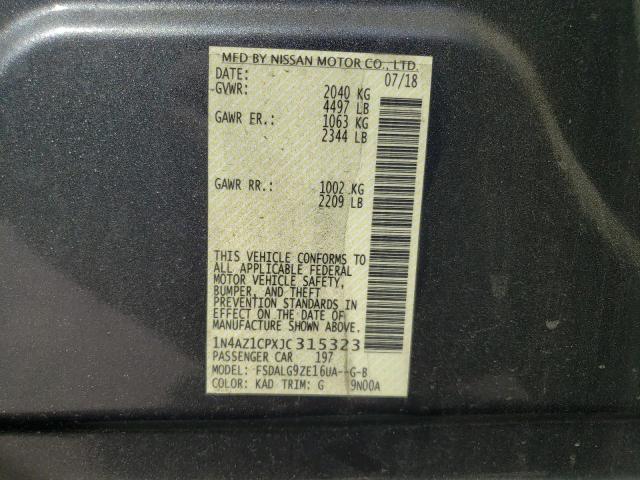 MFD BY NISSAN MOTOR CO., LTD.
DATE: 07/18
GVWR: 2040 KG
4497 LB
GAWR FR.: 1063 KG
2344 LB
GAWR RR.: 1002 KG
2209 LB
THIS VEHICLE CONFORMS TO
ALL APPLICABLE FEDERAL
MOTOR VEHICLE SAFETY,
BUMPER, AND THEFT
PREVENTION STANDARDS IN
EFFECT ON THE DATE OF
MANUFACTURE SHOWN ABOVE.
1N4AZ1CPXJC315323
PASSENGER CAR 197
MODEL: FSDALG9ZE16UA--G-B
COLOR: KAD TRIM: G 9N00A